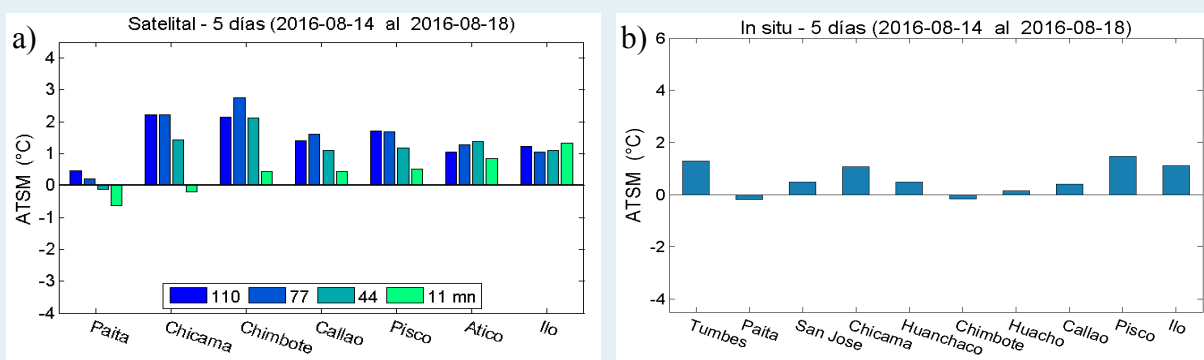 a)
Satelital - 5 días (2016-08-14 al 2016-08-18)
ATSM (°C)
4
3
2
1
0
-1
-2
-3
-4
110 77 44 11 mn
Paita Chicama Chimbote Callao Pisco Atico Ilo
b)
In situ - 5 días (2016-08-14 al 2016-08-18)
ATSM (°C)
6
4
2
0
-2
-4
Tumbes Paita San Jose Chicama Huanchaco Chimbote Huacho Callao Pisco Ilo